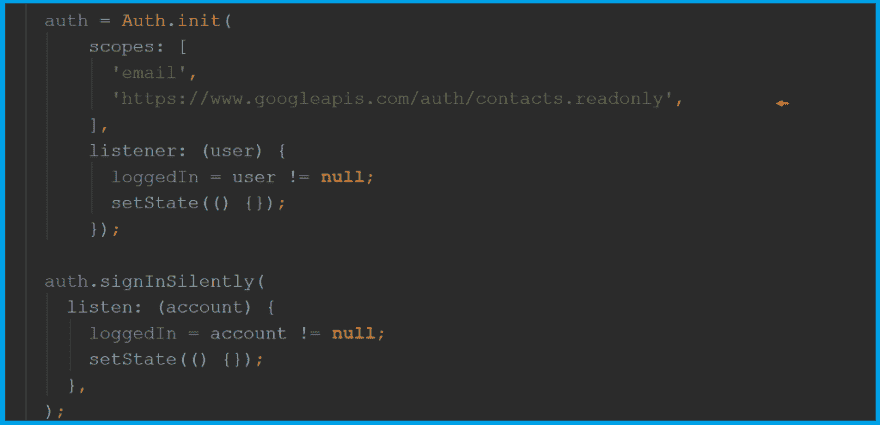 auth = Auth.init(
    scopes: [
      'email',
      'https://www.googleapis.com/auth/contacts.readonly',
    ],
    listener: (user) {
      loggedIn = user != null;
      setState(() {});
    });

auth.signInSilently(
  listen: (account) {
    loggedIn = account != null;
    setState(() {});
  },
);